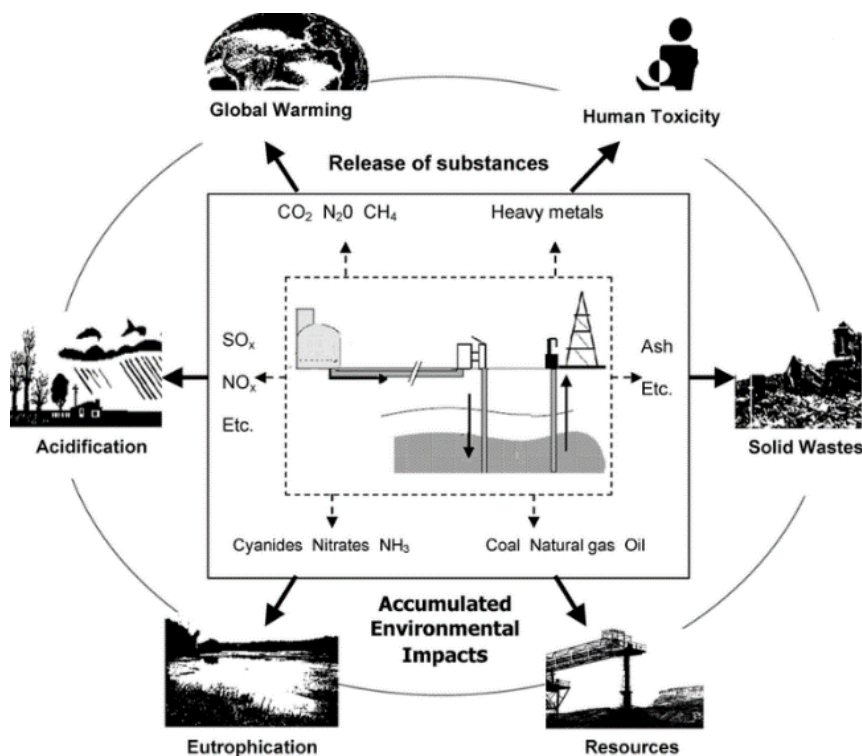 Global Warming
Human Toxicity
Release of substances
CO₂ N₂0 CH₄
Heavy metals
SOₓ
NOₓ
Etc.
Ash
Etc.
Acidification
Solid Wastes
Cyanides Nitrates NH₃
Coal Natural gas Oil
Accumulated
Environmental
Impacts
Eutrophication
Resources